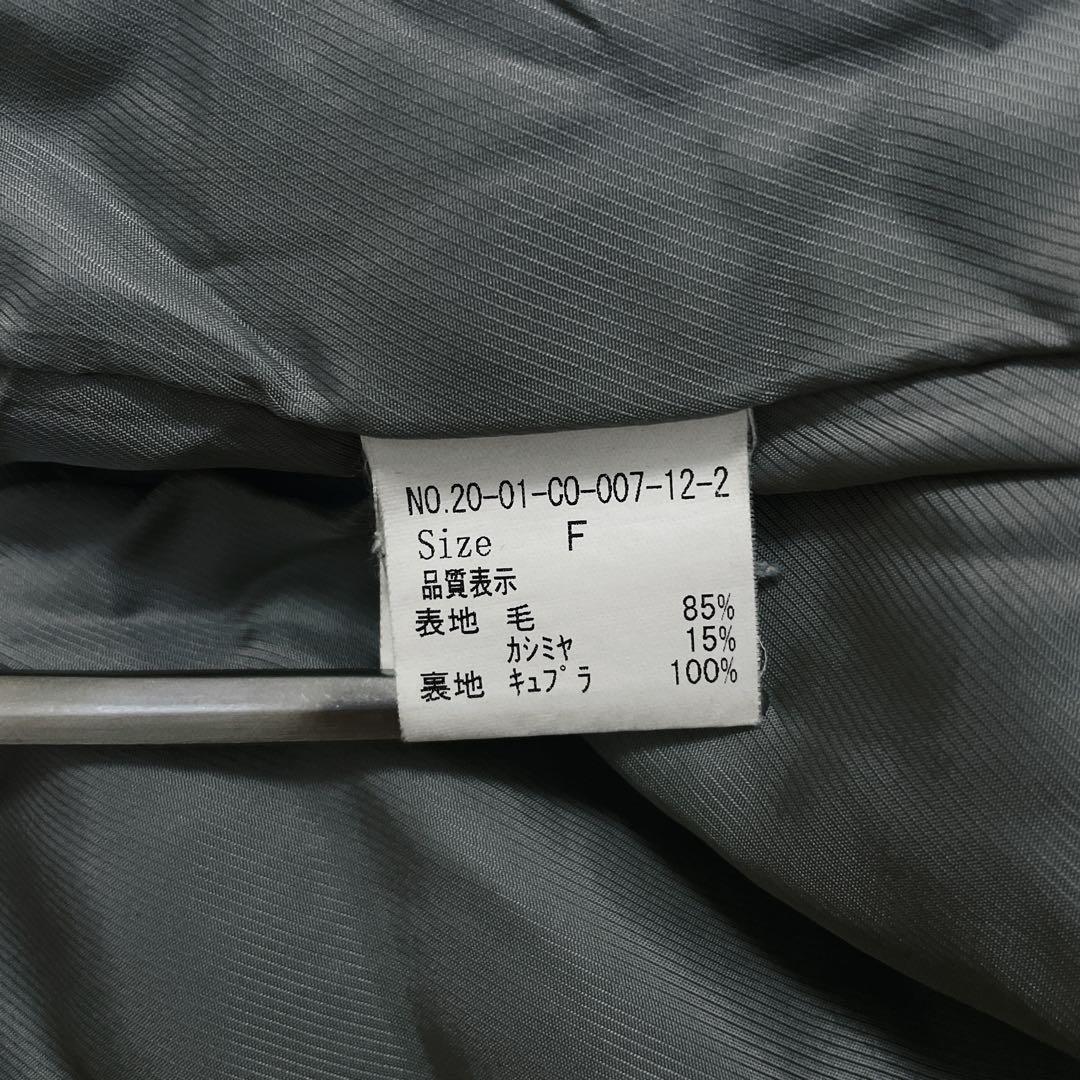 NO.20-01-CO-007-12-2
Size F
品質表示
表地 毛 85%
カシミヤ 15%
裏地 キュプラ 100%